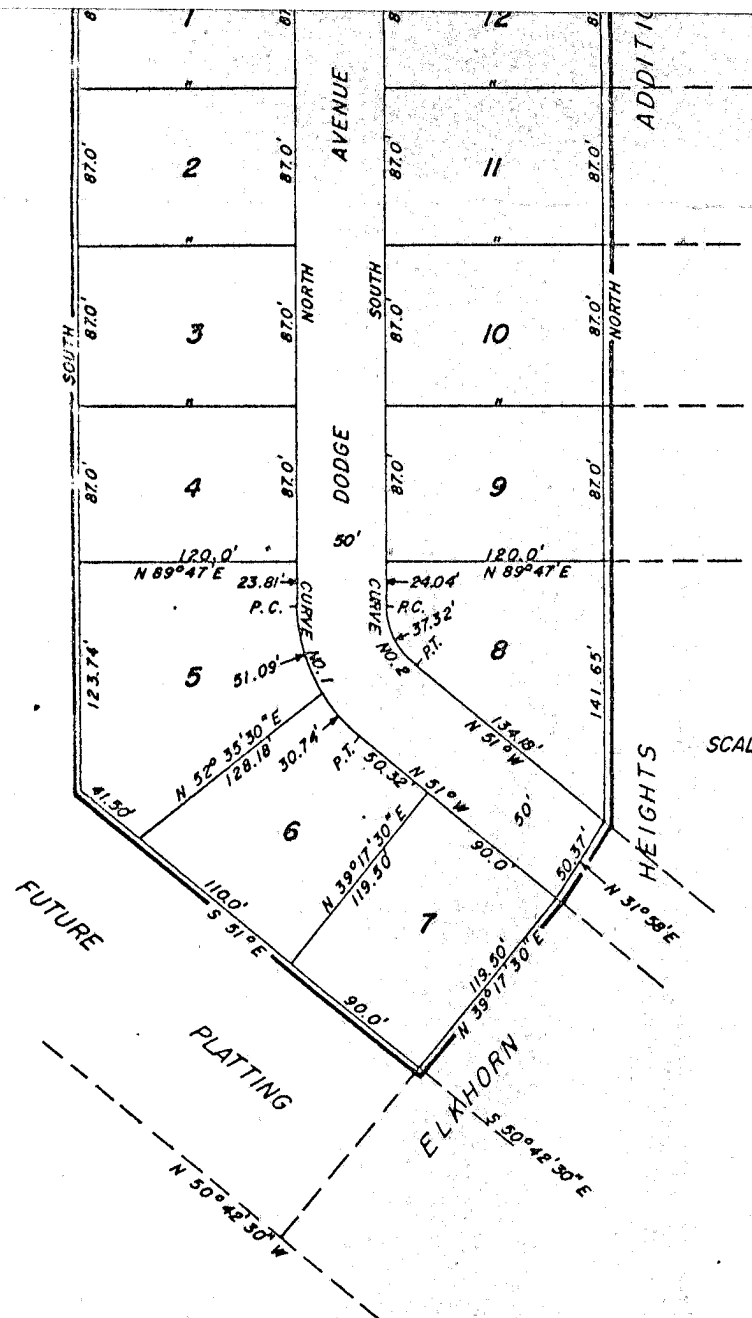 1
12
ADDITIO
AVENUE
"
"
87.0'
2
87.0'
87.0'
11
87.0'
"
"
SOUTH
87.0'
3
87.0'
NORTH
SOUTH
87.0'
10
87.0'
NORTH
"
"
87.0'
4
87.0'
DODGE
87.0'
9
87.0'
50'
120.0'
N 89°47'E
120.0'
N 89°47'E
23.81'
24.04'
P.C.
P.C.
CURVE NO. 1
CURVE NO. 2
37.32'
P.T.
123.74'
5
51.09'
8
141.65'
N 52° 35'30" E
128.18'
30.74'
P.T.
50.32'
N 51° W
134.18'
N 51° W
SCAL
HEIGHTS
41.50'
6
N 39° 17' 30" E
119.50'
90.0'
50'
50.37'
N 31° 58' E
110.0'
S 51° E
7
FUTURE
119.50'
N 39° 17' 30" E
90.0'
PLATTING
ELKHORN
S 50° 42' 30" E
N 50° 42' 30" W